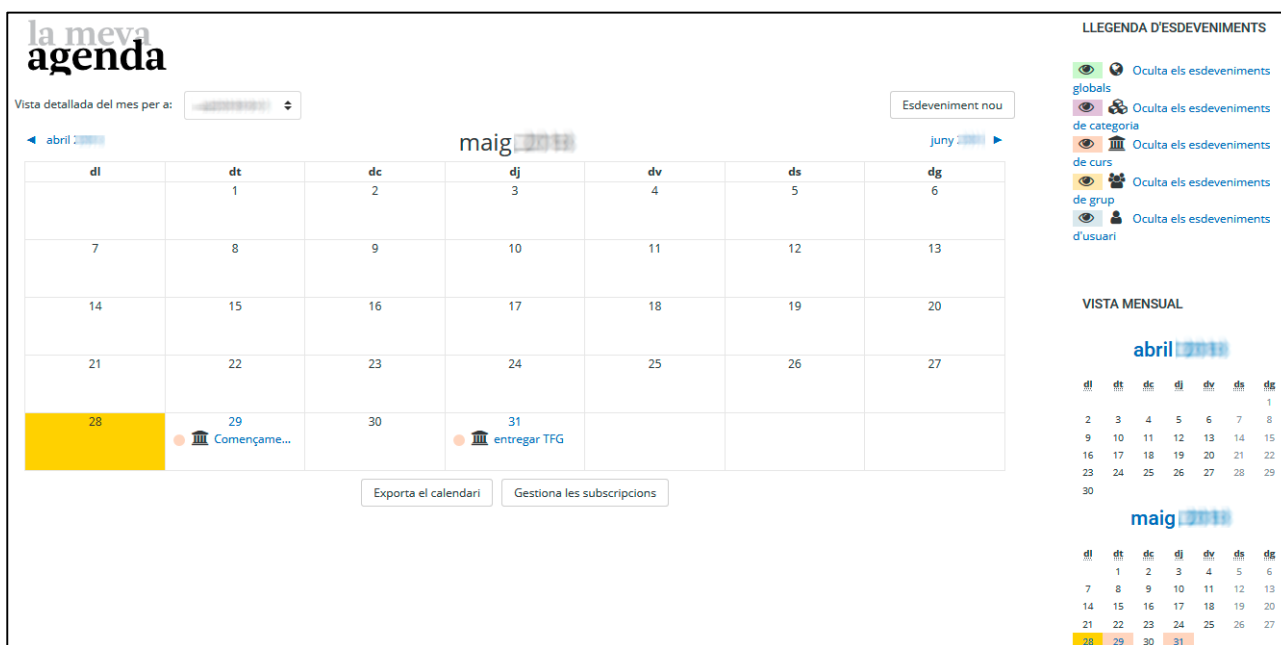 la meva
agenda
Vista detallada del mes per a:
Esdeveniment nou
◄ abril
maig
juny ►
dl dt dc dj dv ds dg
1 2 3 4 5 6
7 8 9 10 11 12 13
14 15 16 17 18 19 20
21 22 23 24 25 26 27
28 29 30 31
Començame... entregar TFG
Exporta el calendari Gestiona les subscripcions
LLEGENDA D'ESDEVENIMENTS
Oculta els esdeveniments
globals
Oculta els esdeveniments
de categoria
Oculta els esdeveniments
de curs
Oculta els esdeveniments
de grup
Oculta els esdeveniments
d'usuari
VISTA MENSUAL
abril
dl dt dc dj dv ds dg
1
2 3 4 5 6 7 8
9 10 11 12 13 14 15
16 17 18 19 20 21 22
23 24 25 26 27 28 29
30
maig
dl dt dc dj dv ds dg
1 2 3 4 5 6
7 8 9 10 11 12 13
14 15 16 17 18 19 20
21 22 23 24 25 26 27
28 29 30 31